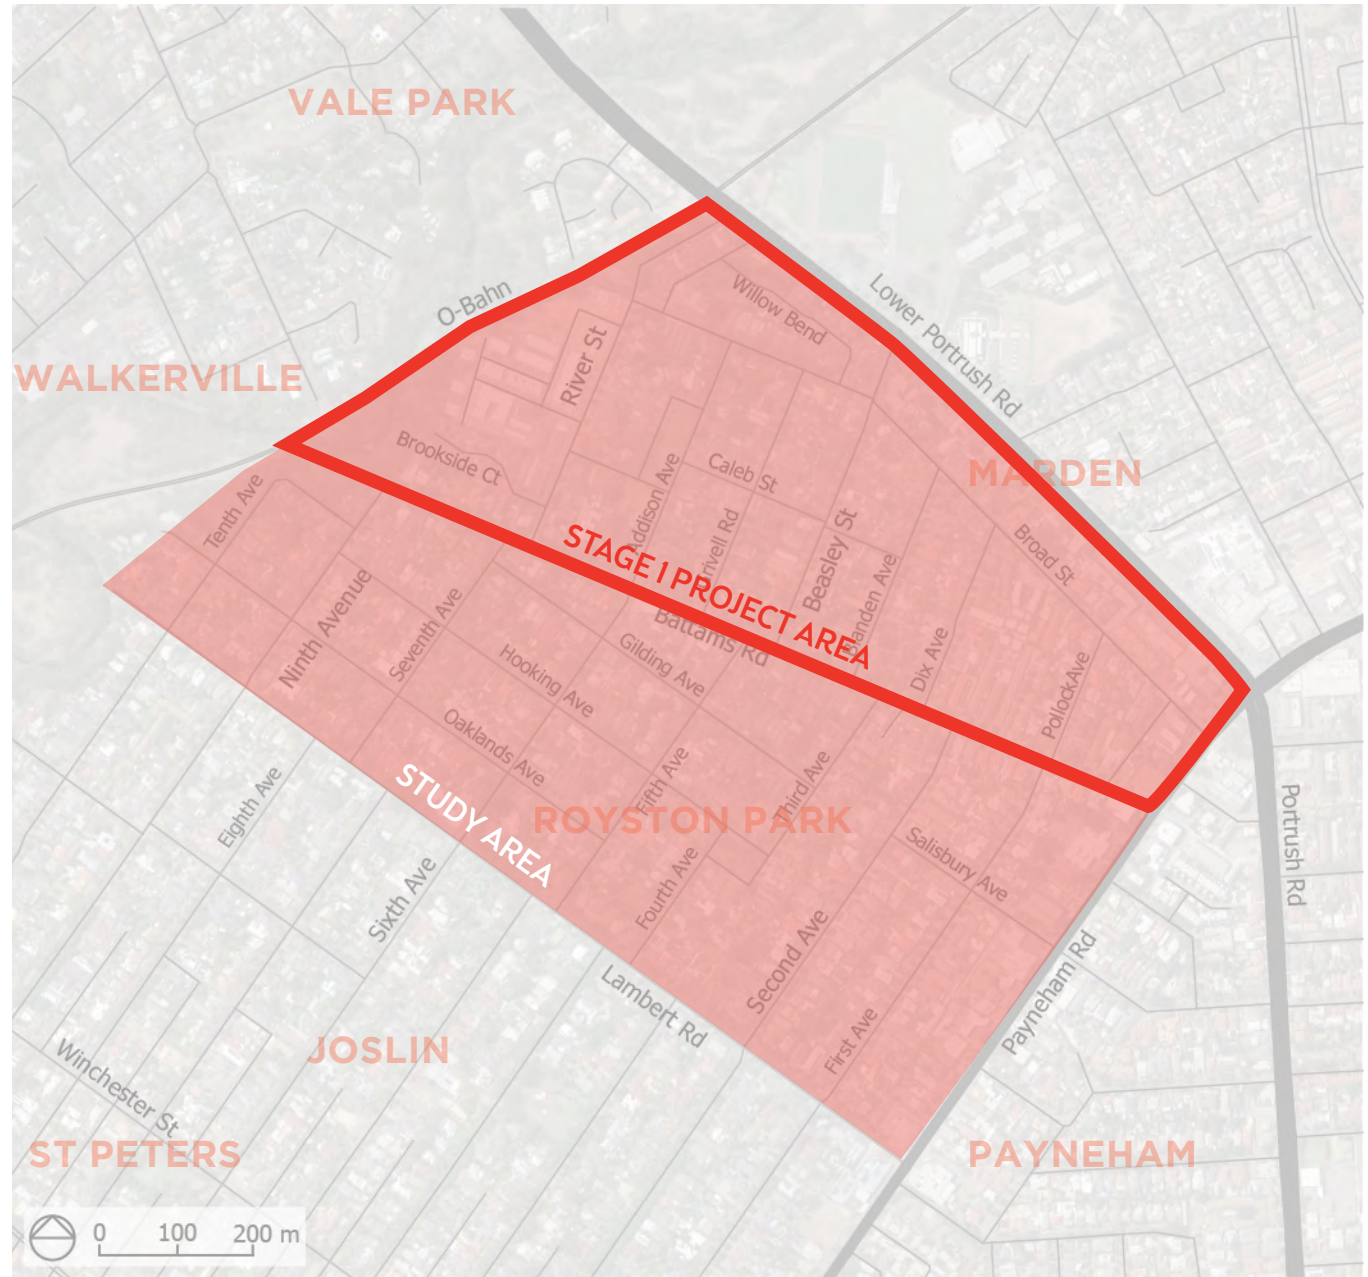 VALE PARK
O-Bahn
Willow Bend
Lower Portrush Rd
River St
WALKERVILLE
Brookside Ct
Caleb St
MARDEN
Tenth Ave
Addison Ave
Beasley St
Broad St
STAGE 1 PROJECT AREA
Battams Rd
Ninth Avenue
Seventh Ave
Hooking Ave
Gilding Ave
Dix Ave
Pollock Ave
Oaklands Ave
Fifth Ave
Third Ave
STUDY AREA
ROYSTON PARK
Eighth Ave
Sixth Ave
Fourth Ave
Salisbury Ave
Portrush Rd
Second Ave
Payneham Rd
Lambert Rd
First Ave
JOSLIN
Winchester St
ST PETERS
PAYNEHAM
0 100 200 m